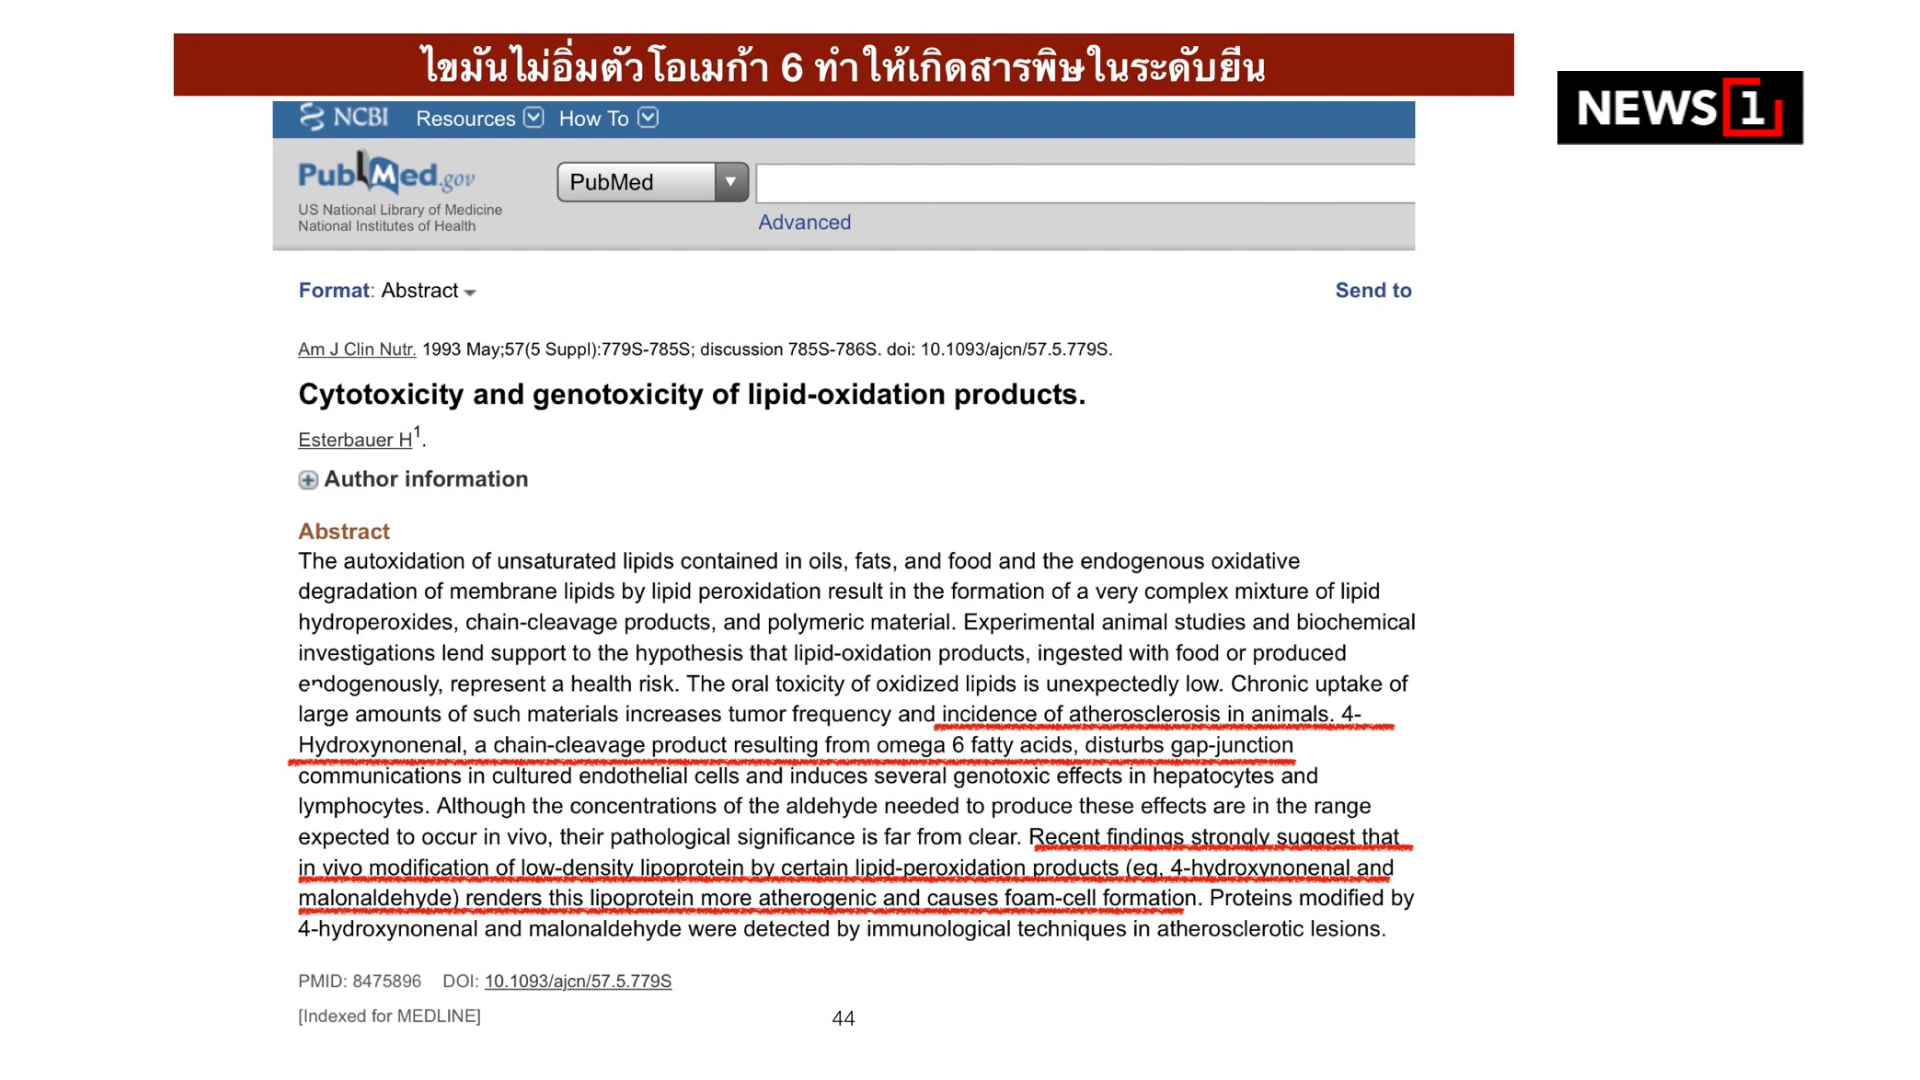 ไขมันไม่อิ่มตัวโอเมก้า 6 ทำให้เกิดสารพิษในระดับยีน
NEWS 1
NCBI Resources How To
PubMed.gov
US National Library of Medicine
National Institutes of Health
PubMed
Advanced
Format: Abstract
Send to
Am J Clin Nutr. 1993 May;57(5 Suppl):779S-785S; discussion 785S-786S. doi: 10.1093/ajcn/57.5.779S.
Cytotoxicity and genotoxicity of lipid-oxidation products.
Esterbauer H1.
Author information
Abstract
The autoxidation of unsaturated lipids contained in oils, fats, and food and the endogenous oxidative
degradation of membrane lipids by lipid peroxidation result in the formation of a very complex mixture of lipid
hydroperoxides, chain-cleavage products, and polymeric material. Experimental animal studies and biochemical
investigations lend support to the hypothesis that lipid-oxidation products, ingested with food or produced
endogenously, represent a health risk. The oral toxicity of oxidized lipids is unexpectedly low. Chronic uptake of
large amounts of such materials increases tumor frequency and incidence of atherosclerosis in animals. 4-
Hydroxynonenal, a chain-cleavage product resulting from omega 6 fatty acids, disturbs gap-junction
communications in cultured endothelial cells and induces several genotoxic effects in hepatocytes and
lymphocytes. Although the concentrations of the aldehyde needed to produce these effects are in the range
expected to occur in vivo, their pathological significance is far from clear. Recent findings strongly suggest that
in vivo modification of low-density lipoprotein by certain lipid-peroxidation products (eg, 4-hydroxynonenal and
malonaldehyde) renders this lipoprotein more atherogenic and causes foam-cell formation. Proteins modified by
4-hydroxynonenal and malonaldehyde were detected by immunological techniques in atherosclerotic lesions.
PMID: 8475896 DOI: 10.1093/ajcn/57.5.779S
[Indexed for MEDLINE]
44